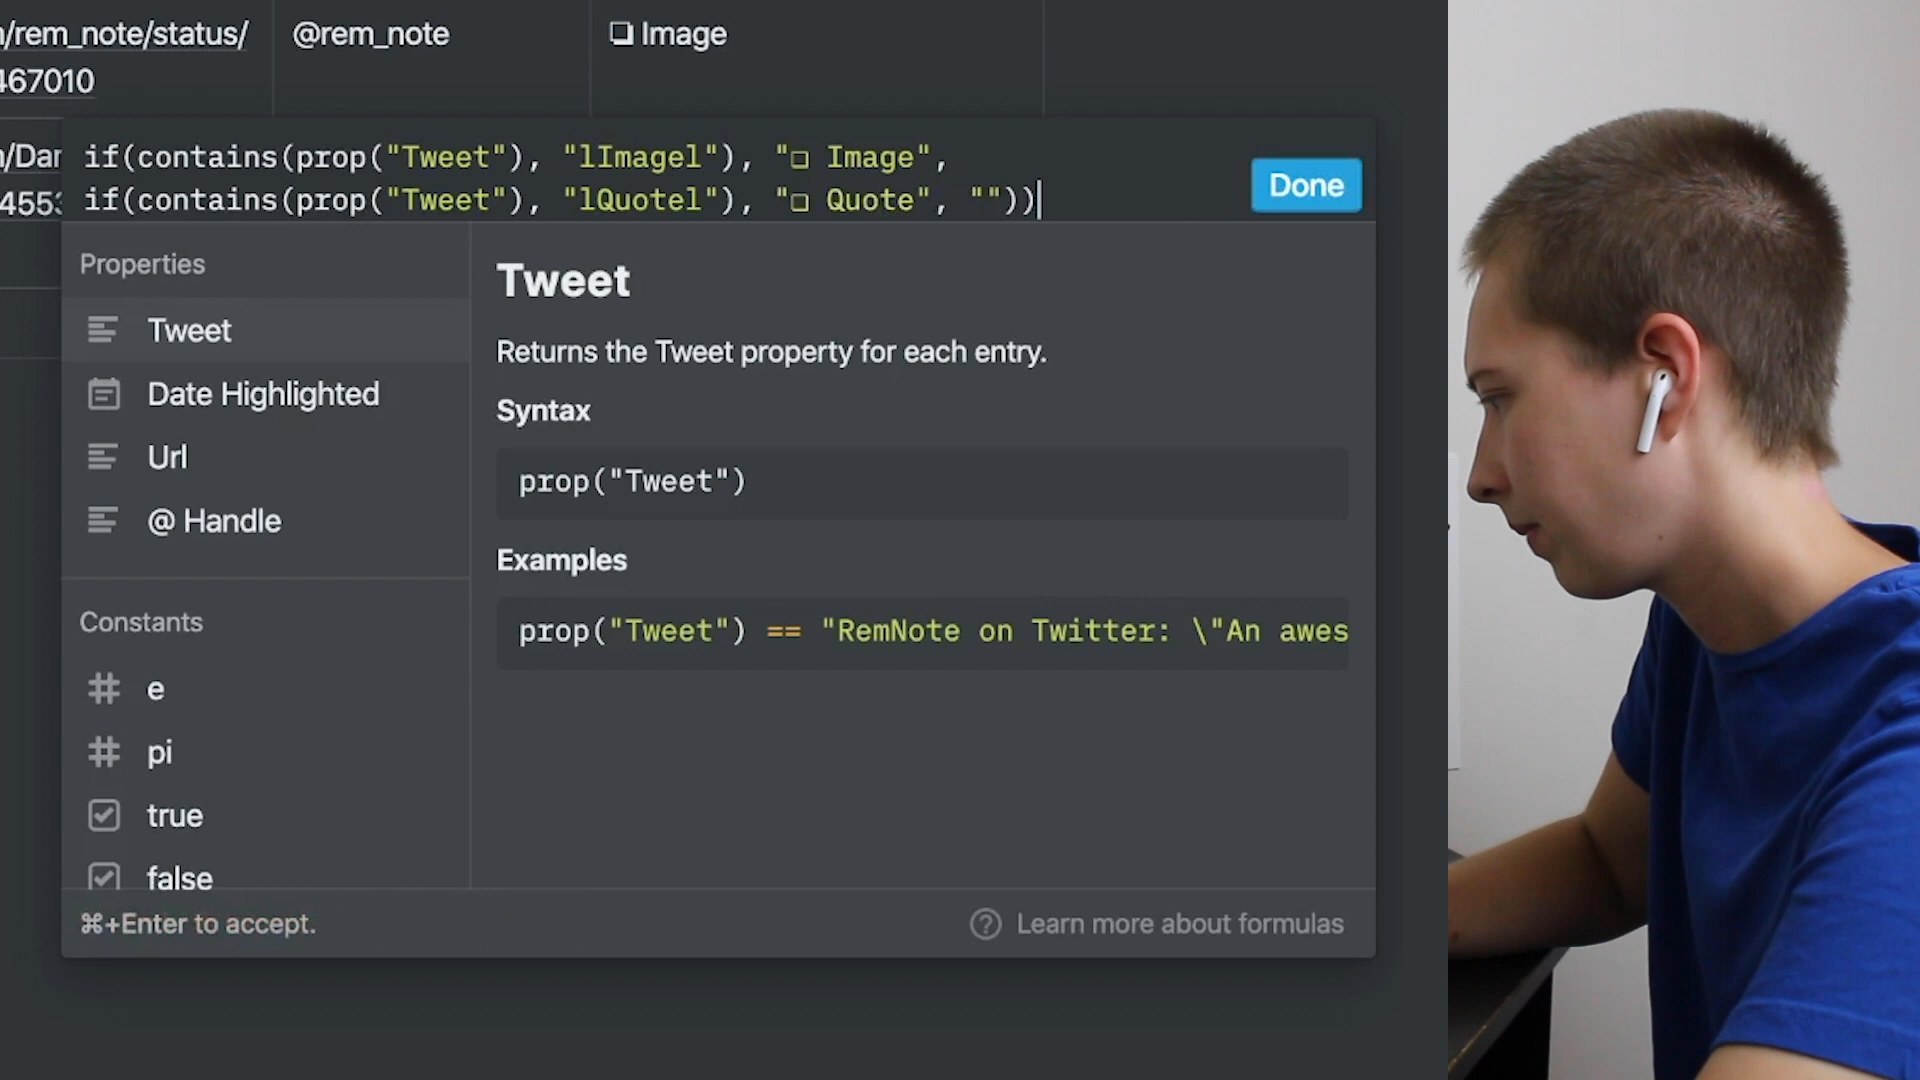 /rem_note/status/
467010
@rem_note
❏ Image
/Dar
4553
if(contains(prop("Tweet"), "lImagel"), "❏ Image",
if(contains(prop("Tweet"), "lQuotel"), "❏ Quote", ""))
Done
Properties
Tweet
Date Highlighted
Url
@ Handle
Constants
e
pi
true
false
Tweet
Returns the Tweet property for each entry.
Syntax
prop("Tweet")
Examples
prop("Tweet") == "RemNote on Twitter: \"An awes
⌘+Enter to accept.
Learn more about formulas